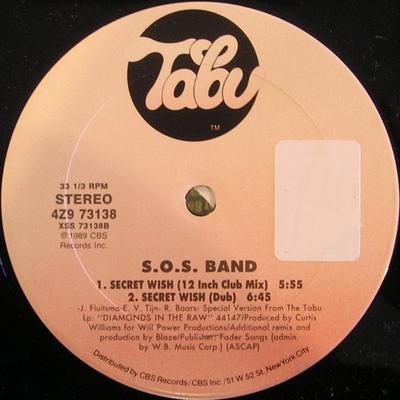 Tabu
TM
33 1/3 RPM
STEREO
4Z9 73138
XSS 73138B
℗ 1989 CBS
Records Inc.
S.O.S. BAND
1. SECRET WISH (12 Inch Club Mix) 5:55
2. SECRET WISH (Dub) 6:45
-J. Fluitsma-E. V. Tijn- R. Baars- Special Version From The Tabu
Lp: "DIAMONDS IN THE RAW" 44147/Produced by Curtis
Williams for Will Power Productions/Additional remix and
production by Blaze/Publisher: Fader Songs (admin.
by W.B. Music Corp.) (ASCAP)
Distributed by CBS Records/CBS Inc./51 W. 52 St. New York City